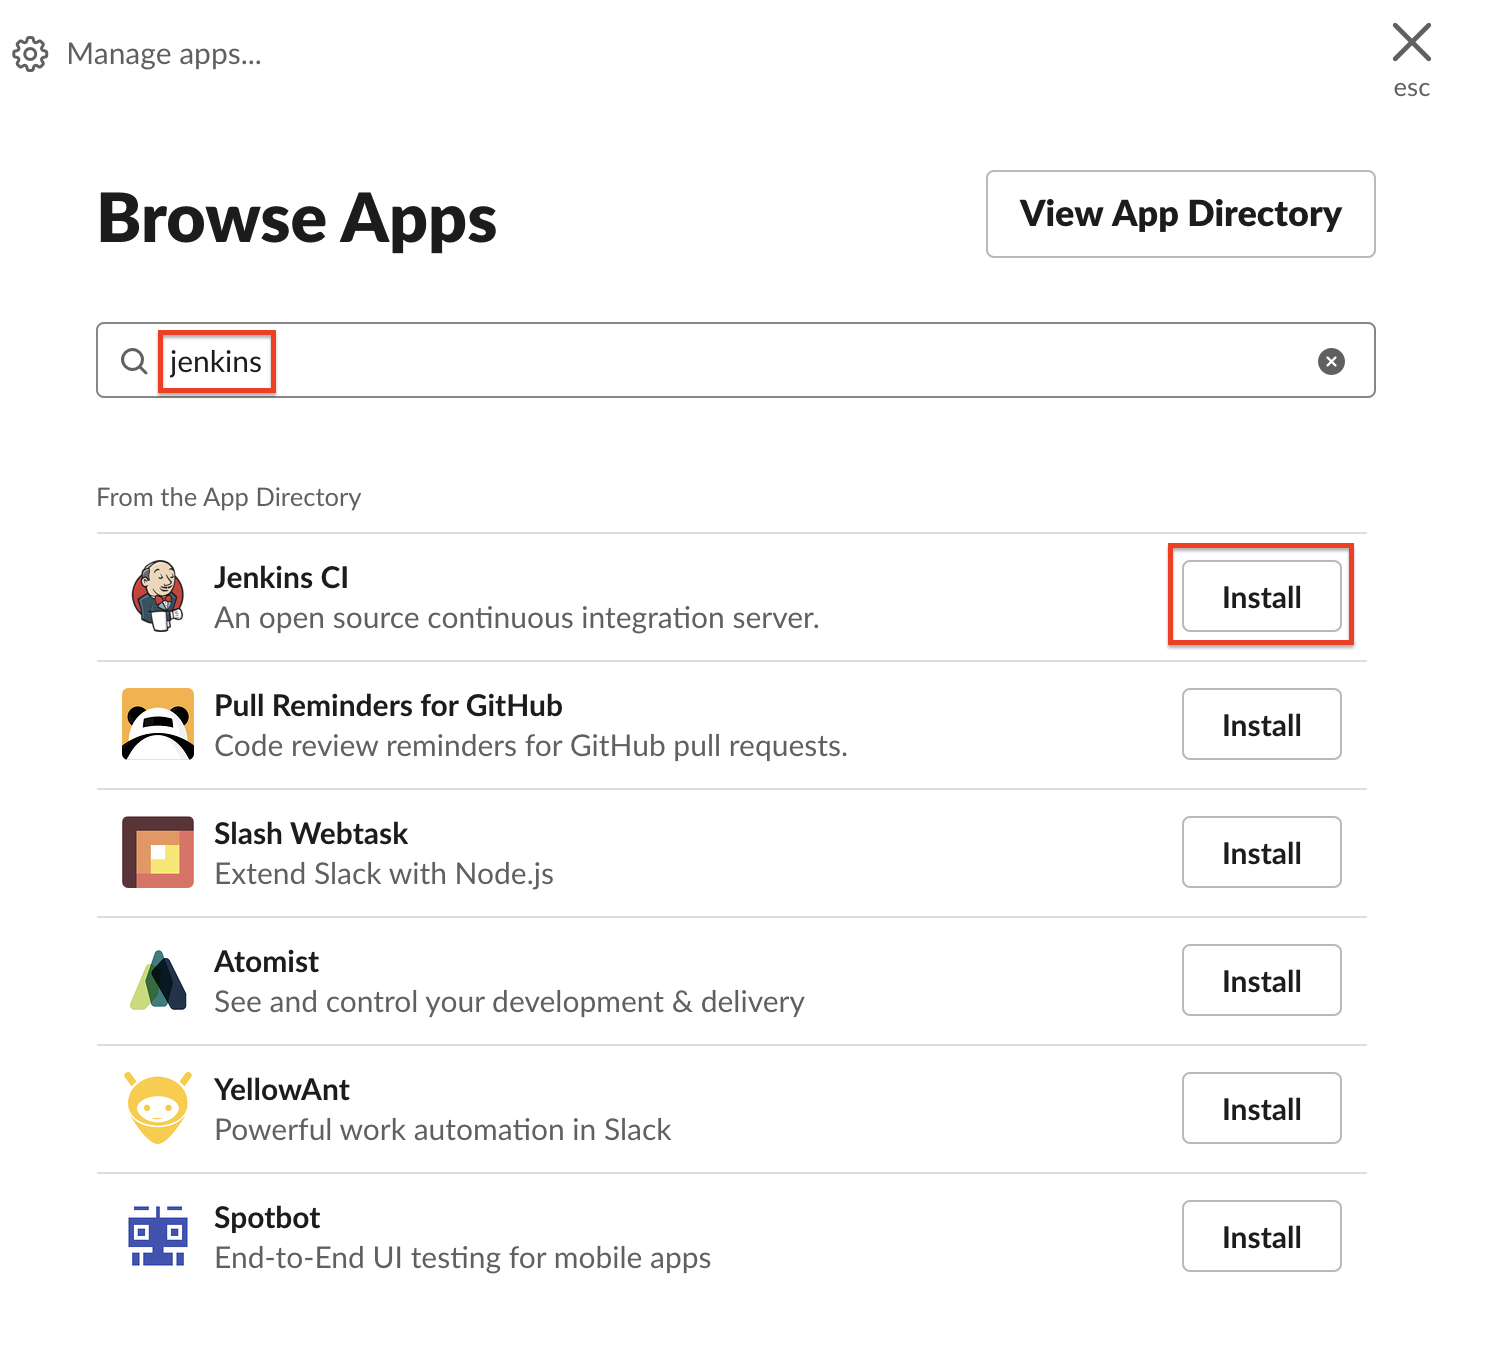 Manage apps...
esc
Browse Apps
View App Directory
jenkins
From the App Directory
Jenkins CI
An open source continuous integration server.
Install
Pull Reminders for GitHub
Code review reminders for GitHub pull requests.
Install
Slash Webtask
Extend Slack with Node.js
Install
Atomist
See and control your development & delivery
Install
YellowAnt
Powerful work automation in Slack
Install
Spotbot
End-to-End UI testing for mobile apps
Install